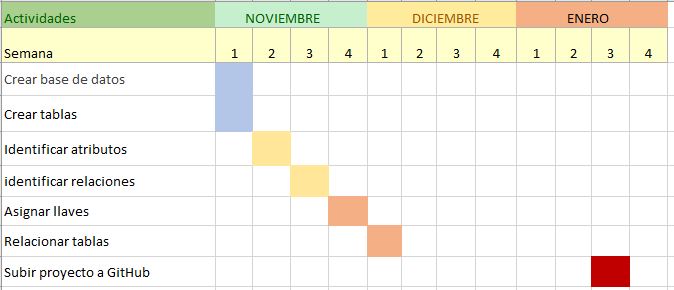 Actividades NOVIEMBRE DICIEMBRE ENERO
Semana 1 2 3 4 1 2 3 4 1 2 3 4
Crear base de datos
Crear tablas
Identificar atributos
identificar relaciones
Asignar llaves
Relacionar tablas
Subir proyecto a GitHub